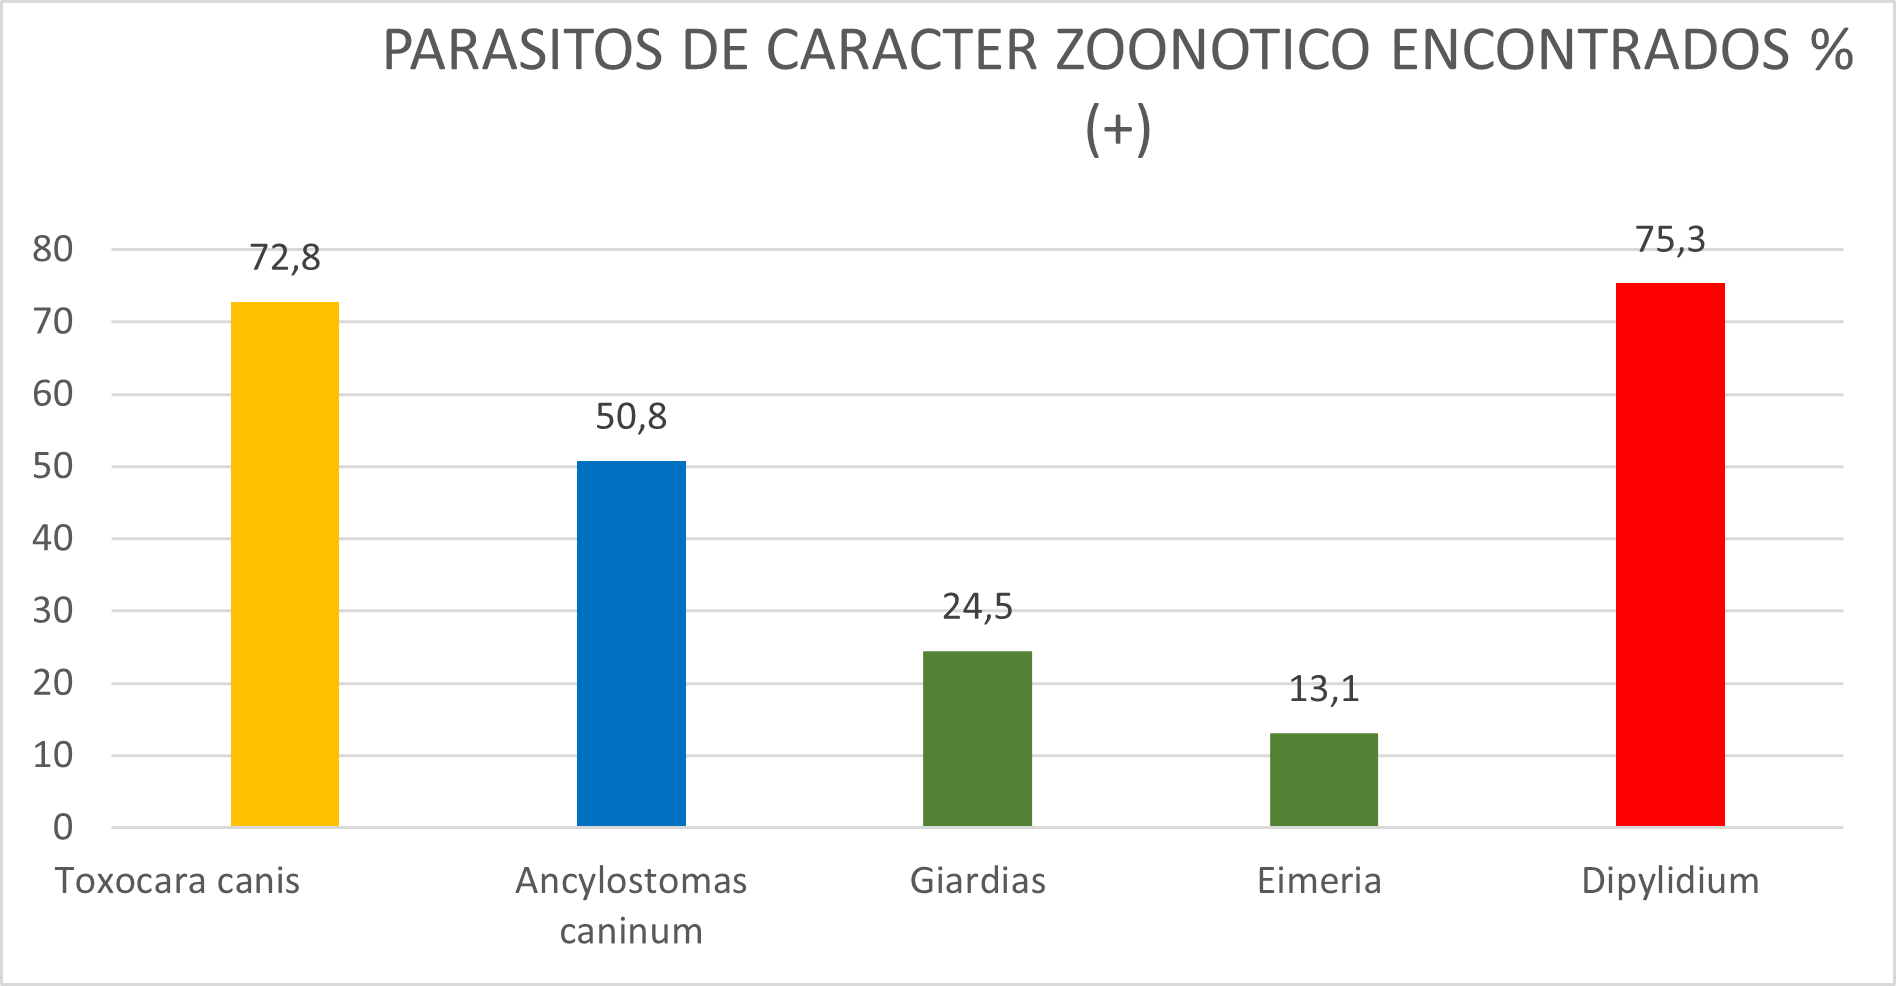 PARASITOS DE CARACTER ZOONOTICO ENCONTRADOS %
(+)
80
70
60
50
40
30
20
10
0
72,8
50,8
24,5
13,1
75,3
Toxocara canis
Ancylostomas
caninum
Giardias
Eimeria
Dipylidium